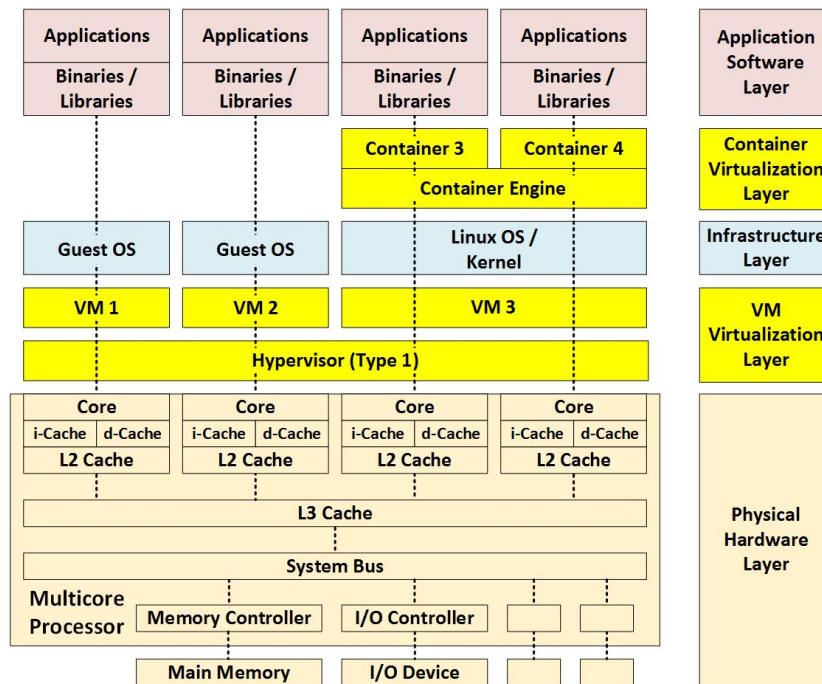 Applications
Applications
Applications
Applications
Binaries /
Libraries
Binaries /
Libraries
Binaries /
Libraries
Binaries /
Libraries
Application
Software
Layer
Container 3
Container 4
Container Engine
Container
Virtualization
Layer
Guest OS
Guest OS
Linux OS /
Kernel
Infrastructure
Layer
VM 1
VM 2
VM 3
Hypervisor (Type 1)
VM
Virtualization
Layer
Core
Core
Core
Core
i-Cache
d-Cache
i-Cache
d-Cache
i-Cache
d-Cache
i-Cache
d-Cache
L2 Cache
L2 Cache
L2 Cache
L2 Cache
L3 Cache
System Bus
Multicore
Processor
Memory Controller
I/O Controller
Main Memory
I/O Device
Physical
Hardware
Layer